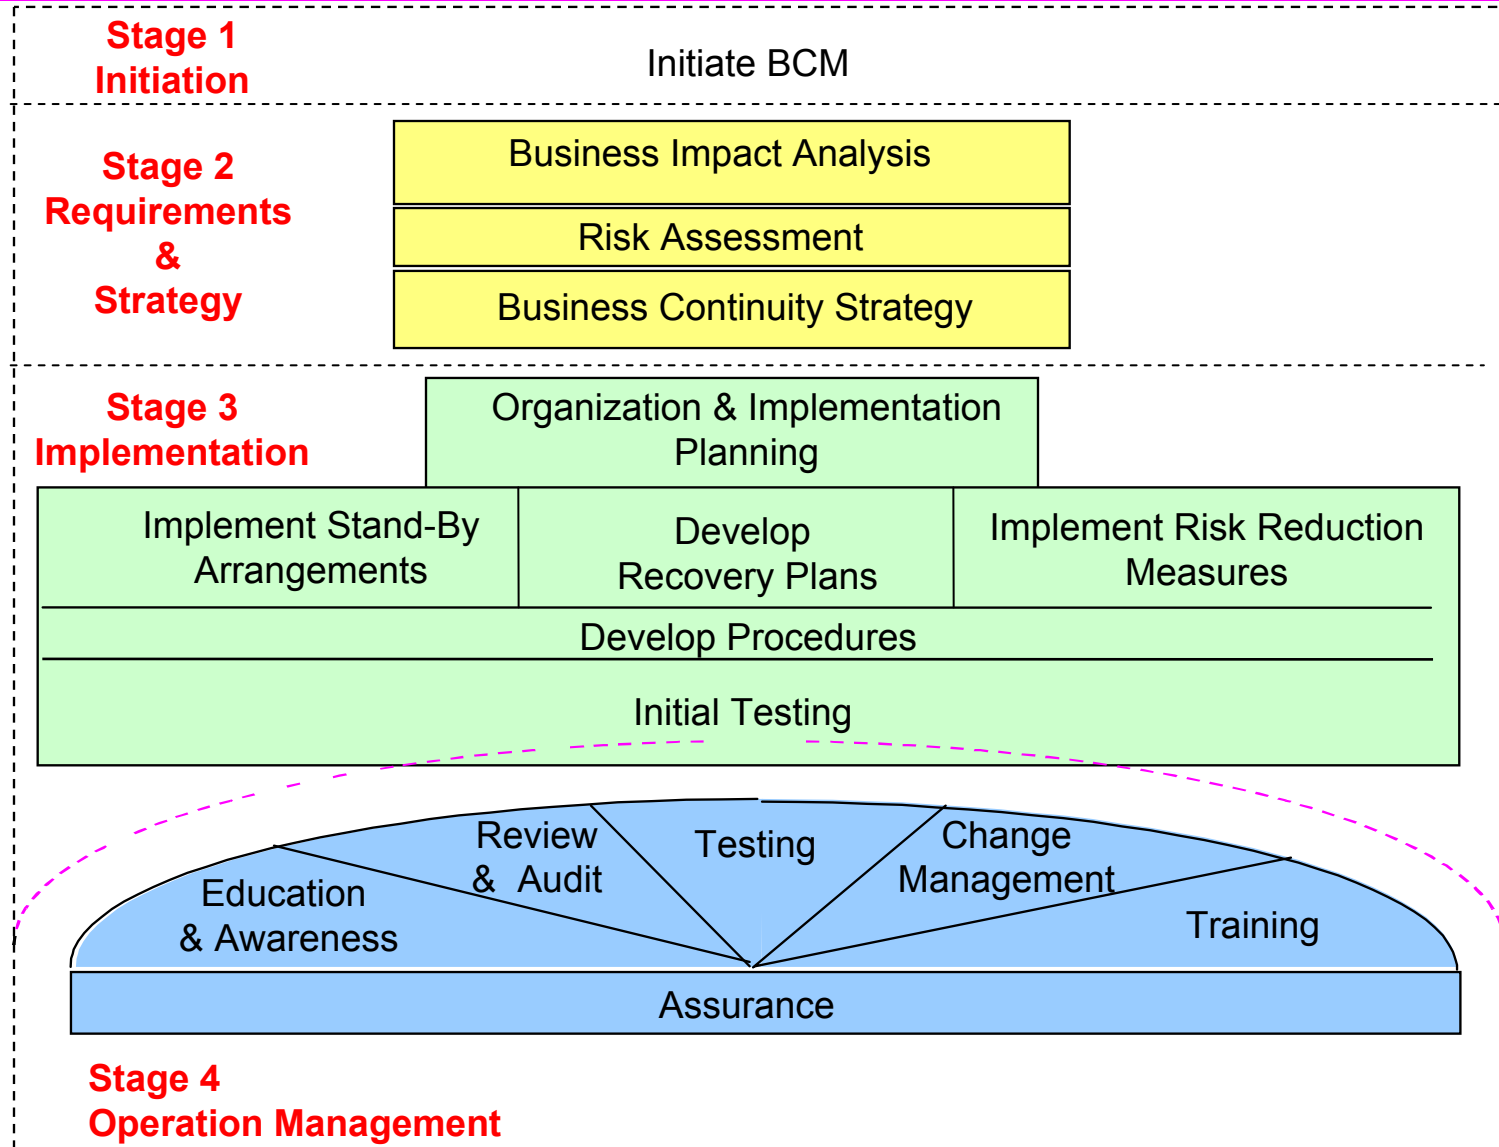 Stage 1
Initiation
Initiate BCM
Stage 2
Requirements
&
Strategy
Business Impact Analysis
Risk Assessment
Business Continuity Strategy
Stage 3
Implementation
Organization & Implementation
Planning
Implement Stand-By
Arrangements
Develop
Recovery Plans
Implement Risk Reduction
Measures
Develop Procedures
Initial Testing
Education
& Awareness
Review
& Audit
Testing
Change
Management
Training
Assurance
Stage 4
Operation Management